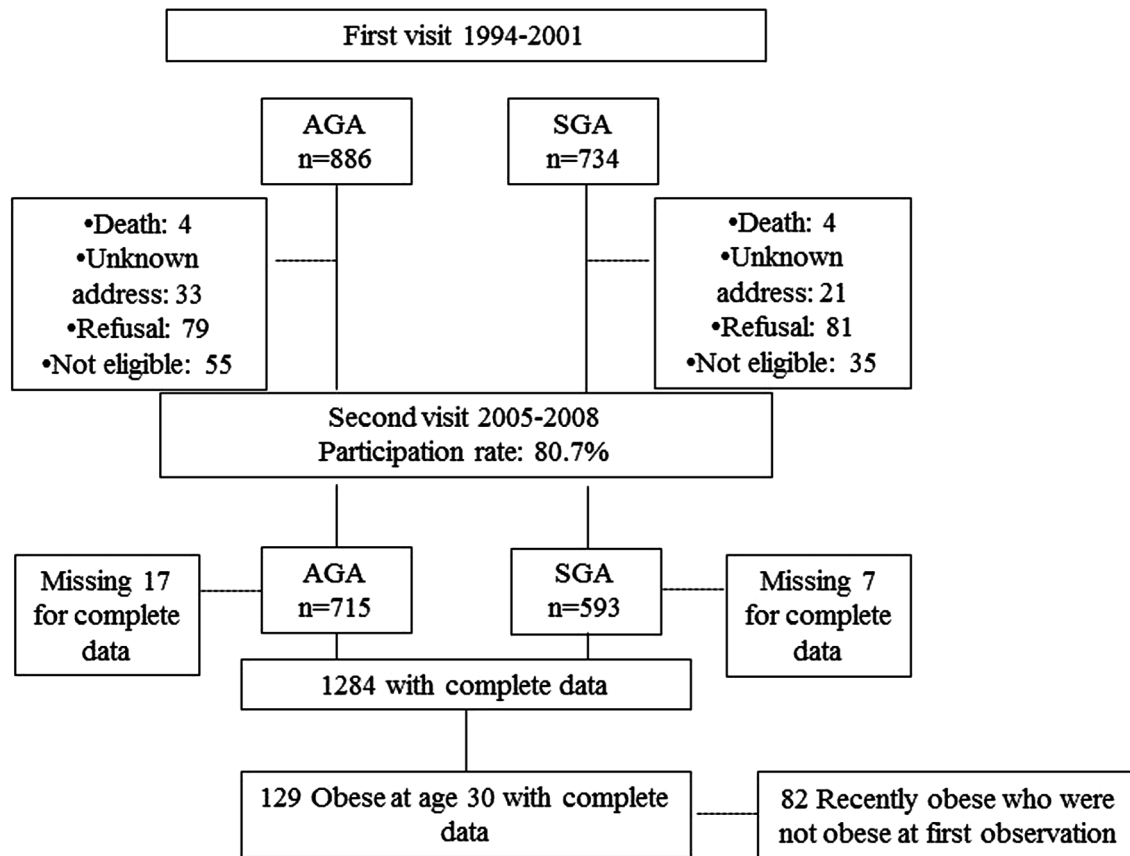 First visit 1994-2001
AGA
n=886
SGA
n=734
•Death: 4
•Unknown
address: 33
•Refusal: 79
•Not eligible: 55
•Death: 4
•Unknown
address: 21
•Refusal: 81
•Not eligible: 35
Second visit 2005-2008
Participation rate: 80.7%
Missing 17
for complete
data
AGA
n=715
SGA
n=593
Missing 7
for complete
data
1284 with complete data
129 Obese at age 30 with complete
data
82 Recently obese who were
not obese at first observation